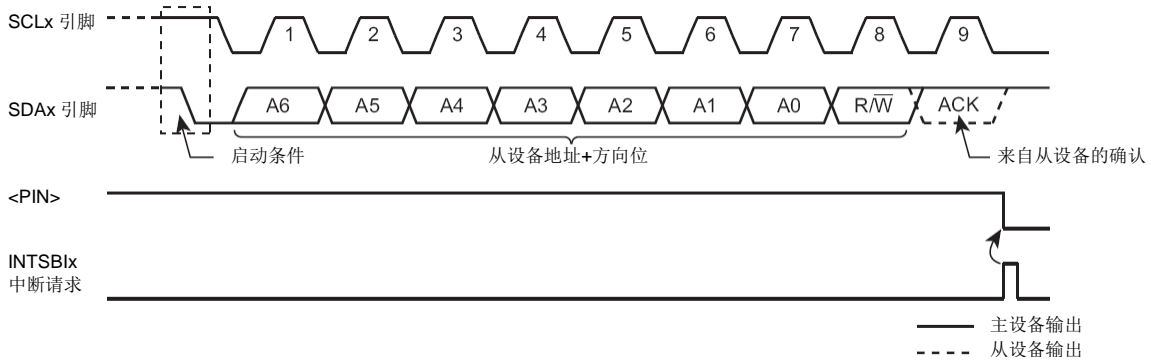 SCLx 引脚
1 2 3 4 5 6 7 8 9
SDAx 引脚
A6 A5 A4 A3 A2 A1 A0 R/W̅ ACK
启动条件
从设备地址+方向位
来自从设备的确认
<PIN>
INTSBIx
中断请求
主设备输出
从设备输出